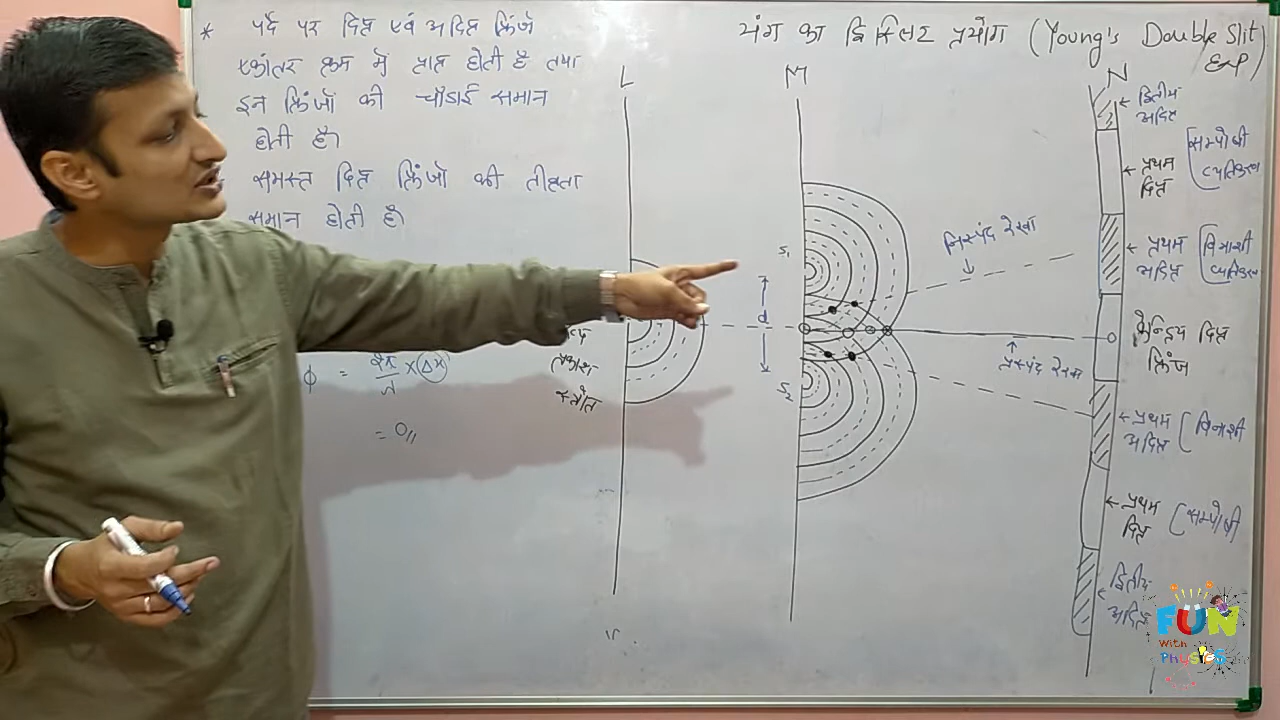 * पर्दे पर दिप्त एवं अदिप्त फ्रिंजें
एकांतर क्रम में प्राप्त होती है तथा
इन फ्रिंजों की चौडाई समान
होती है।
समस्त दिप्त फ्रिंजों की तीव्रता
समान होती है।
ϕ = 2π/λ × (Δx)
= 0//
यंग का द्वि स्लिट प्रयोग (Young's Double Slit Exp)
L
M
N
प्रकाश
स्त्रोत
S₁
d
S₂
निस्पंद रेखा
प्रस्पंद रेखा
द्वितीय
अदिप्त
प्रथम
दिप्त
सम्पोषी
व्यतिकरण
प्रथम
अदिप्त
विनाशी
व्यतिकरण
केन्द्रिय दिप्त
फ्रिंज
प्रथम
अदिप्त
विनाशी
प्रथम
दिप्त
सम्पोषी
द्वितीय
अदिप्त
FUN
With
Physics